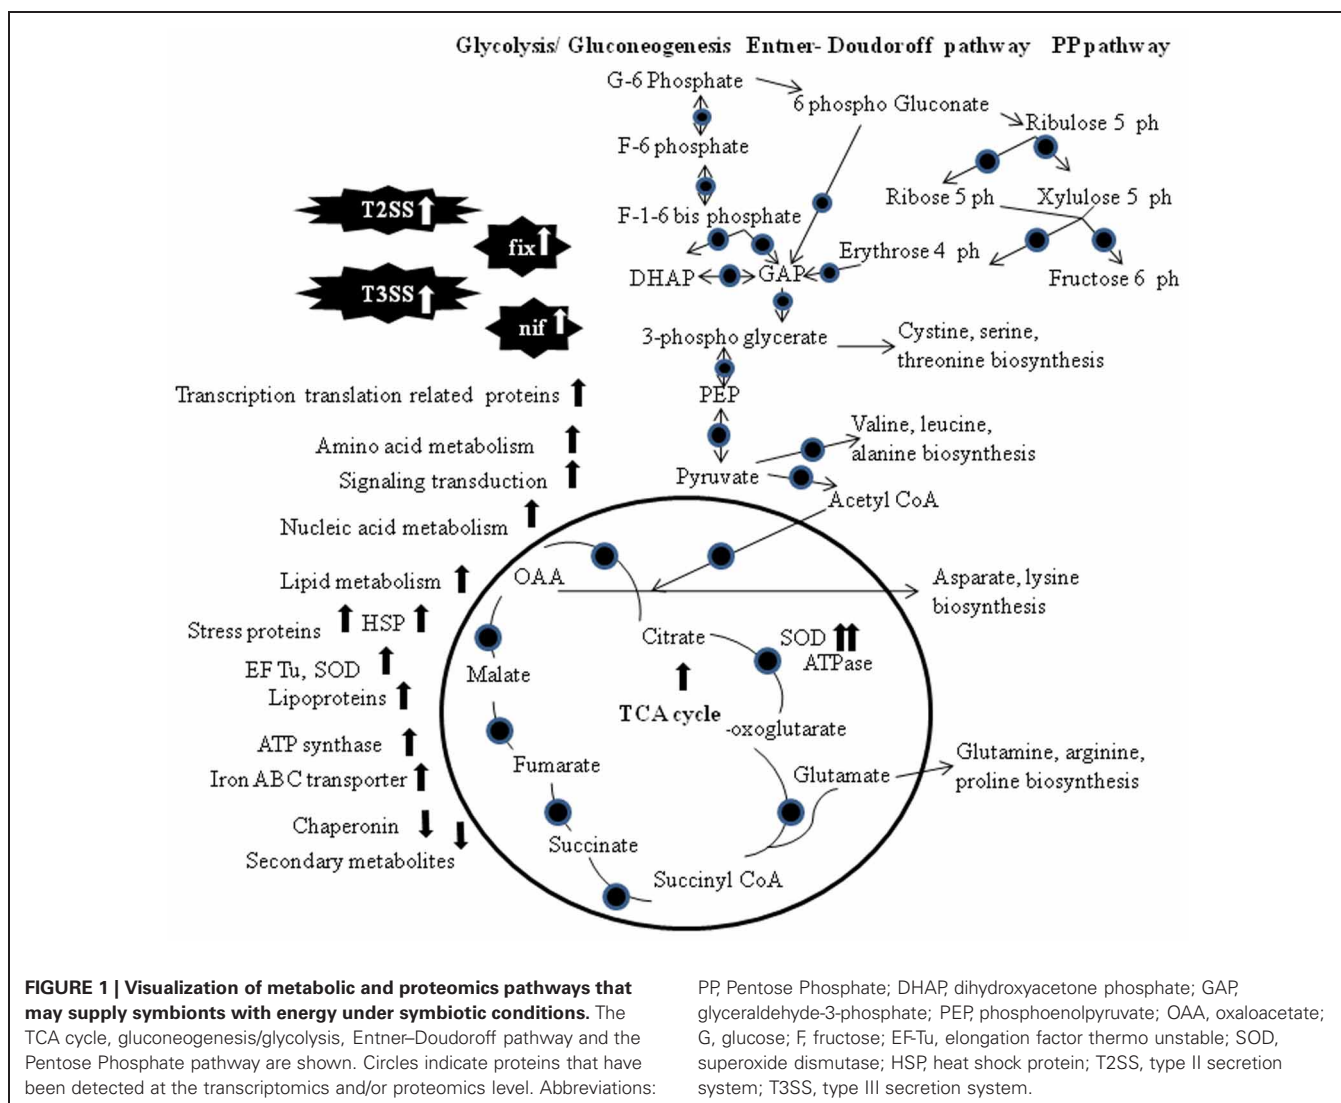 Glycolysis/ Gluconeogenesis Entner- Doudoroff pathway PP pathway
G-6 Phosphate
6 phospho Gluconate
Ribulose 5 ph
F-6 phosphate
Ribose 5 ph
Xylulose 5 ph
F-1-6 bis phosphate
Erythrose 4 ph
DHAP
GAP
Fructose 6 ph
3-phospho glycerate
Cystine, serine,
threonine biosynthesis
PEP
Valine, leucine,
alanine biosynthesis
Pyruvate
Acetyl CoA
T2SS
fix
T3SS
nif
Transcription translation related proteins
Amino acid metabolism
Signaling transduction
Nucleic acid metabolism
Lipid metabolism
Stress proteins
HSP
EF Tu, SOD
Lipoproteins
ATP synthase
Iron ABC transporter
Chaperonin
Secondary metabolites
OAA
Asparate, lysine
biosynthesis
Citrate
SOD
ATPase
Malate
TCA cycle
-oxoglutarate
Fumarate
Glutamate
Glutamine, arginine,
proline biosynthesis
Succinate
Succinyl CoA
FIGURE 1 | Visualization of metabolic and proteomics pathways that
may supply symbionts with energy under symbiotic conditions. The
TCA cycle, gluconeogenesis/glycolysis, Entner–Doudoroff pathway and the
Pentose Phosphate pathway are shown. Circles indicate proteins that have
been detected at the transcriptomics and/or proteomics level. Abbreviations:
PP, Pentose Phosphate; DHAP, dihydroxyacetone phosphate; GAP,
glyceraldehyde-3-phosphate; PEP, phosphoenolpyruvate; OAA, oxaloacetate;
G, glucose; F, fructose; EF-Tu, elongation factor thermo unstable; SOD,
superoxide dismutase; HSP, heat shock protein; T2SS, type II secretion
system; T3SS, type III secretion system.